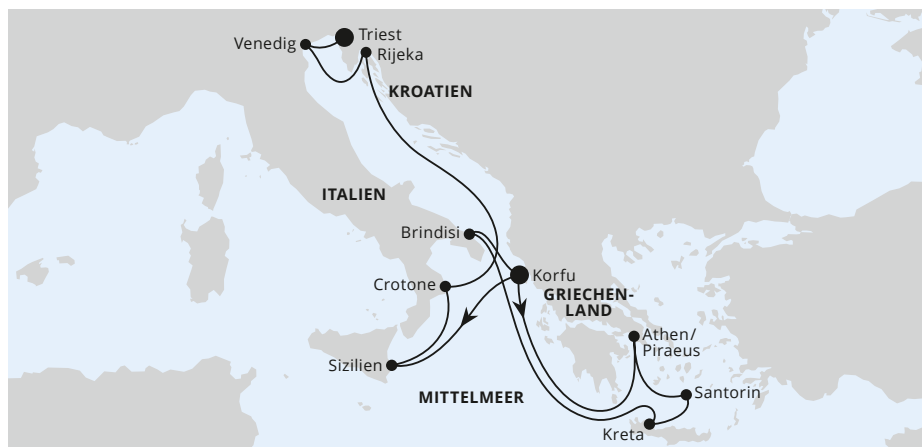 Triest
Venedig
Rijeka
KROATIEN
ITALIEN
Brindisi
Korfu
Crotone
GRIECHEN-
LAND
Athen/
Piraeus
Sizilien
MITTELMEER
Santorin
Kreta